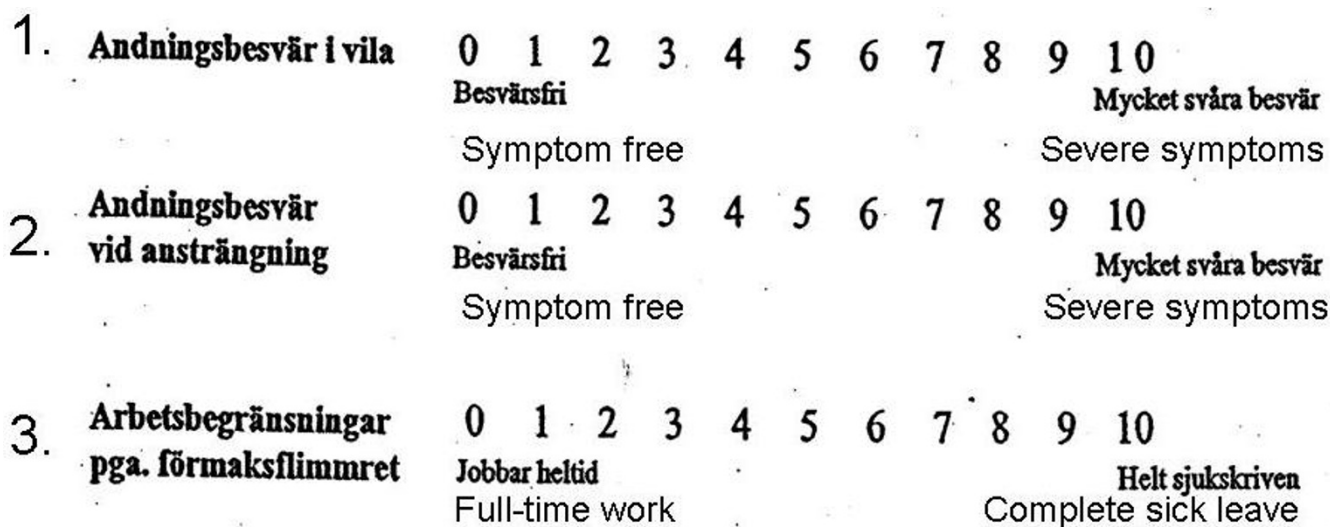 1. Andningsbesvär i vila 0 1 2 3 4 5 6 7 8 9 10
Besvärsfri Mycket svåra besvär
Symptom free Severe symptoms
2. Andningsbesvär vid ansträngning 0 1 2 3 4 5 6 7 8 9 10
Besvärsfri Mycket svåra besvär
Symptom free Severe symptoms
3. Arbetsbegränsningar pga. förmaksflimmret 0 1 2 3 4 5 6 7 8 9 10
Jobbar heltid Helt sjukskriven
Full-time work Complete sick leave